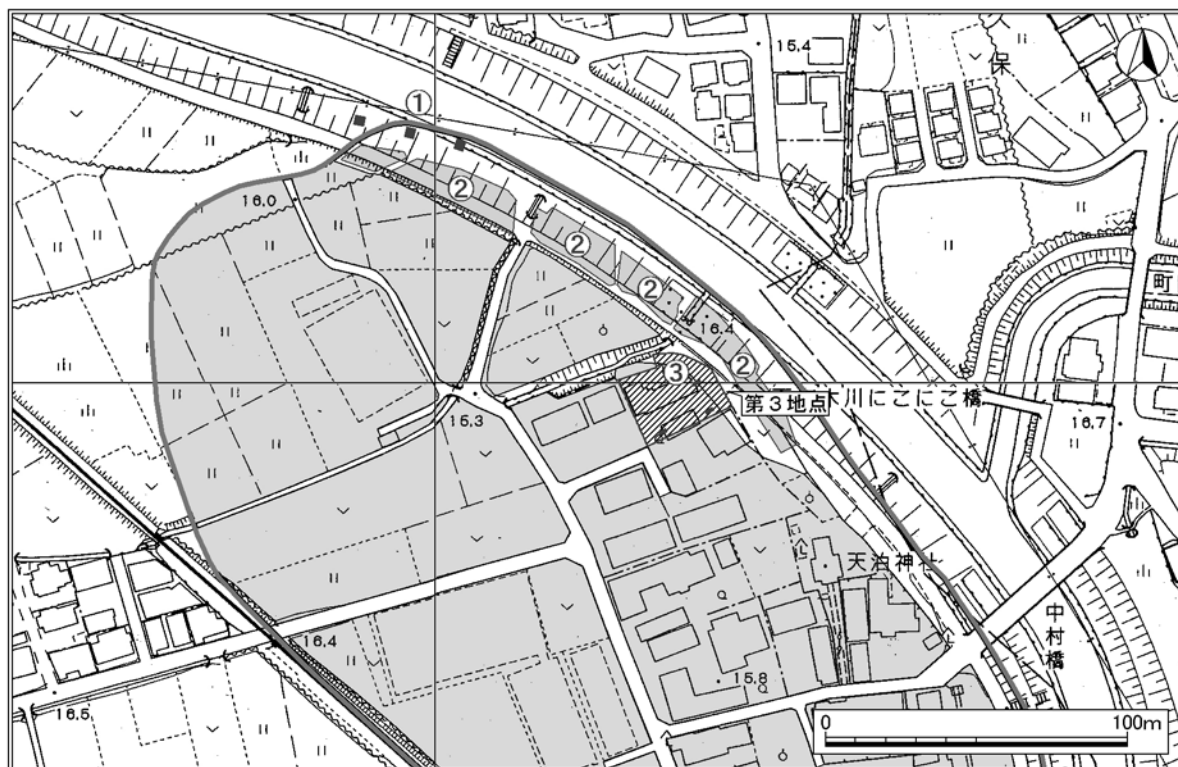 15.4
保
①
16.0
②
②
②
16.4
②
町
③
第3地点
木川にこにこ橋
15.3
16.7
天泊神社
中村橋
16.4
15.8
16.5
0
100m